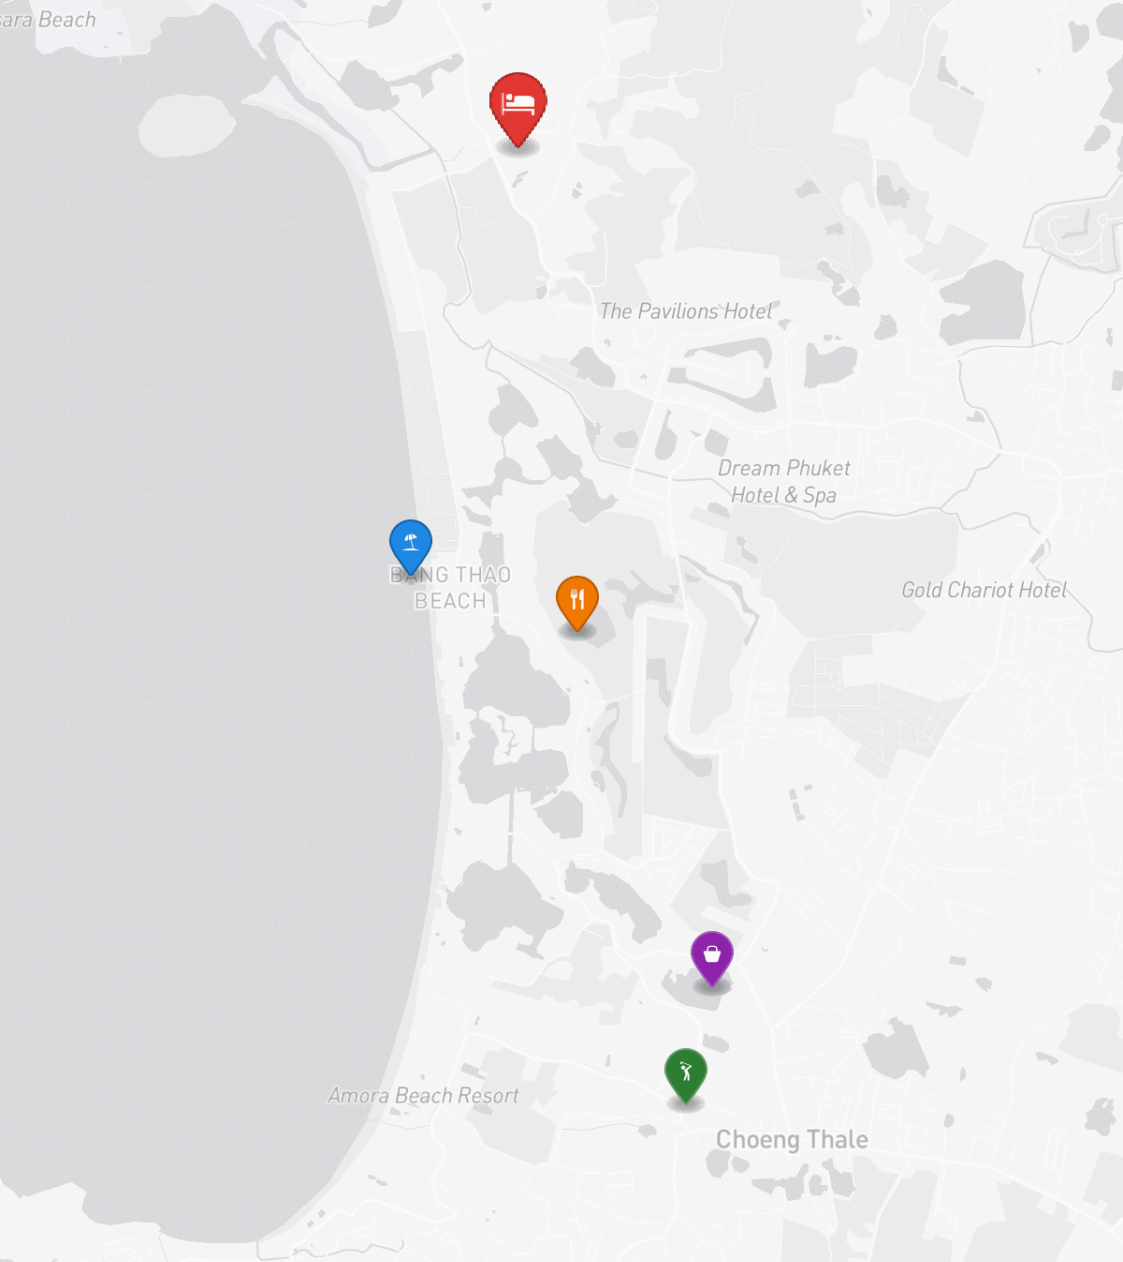 sara Beach
The Pavilions Hotel
Dream Phuket
Hotel & Spa
BANG THAO
BEACH
Gold Chariot Hotel
Amora Beach Resort
Choeng Thale